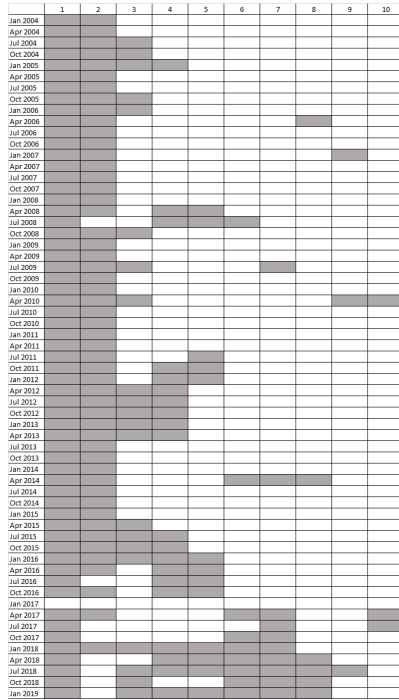 1 2 3 4 5 6 7 8 9 10
Jan 2004
Apr 2004
Jul 2004
Oct 2004
Jan 2005
Apr 2005
Jul 2005
Oct 2005
Jan 2006
Apr 2006
Jul 2006
Oct 2006
Jan 2007
Apr 2007
Jul 2007
Oct 2007
Jan 2008
Apr 2008
Jul 2008
Oct 2008
Jan 2009
Apr 2009
Jul 2009
Oct 2009
Jan 2010
Apr 2010
Jul 2010
Oct 2010
Jan 2011
Apr 2011
Jul 2011
Oct 2011
Jan 2012
Apr 2012
Jul 2012
Oct 2012
Jan 2013
Apr 2013
Jul 2013
Oct 2013
Jan 2014
Apr 2014
Jul 2014
Oct 2014
Jan 2015
Apr 2015
Jul 2015
Oct 2015
Jan 2016
Apr 2016
Jul 2016
Oct 2016
Jan 2017
Apr 2017
Jul 2017
Oct 2017
Jan 2018
Apr 2018
Jul 2018
Oct 2018
Jan 2019